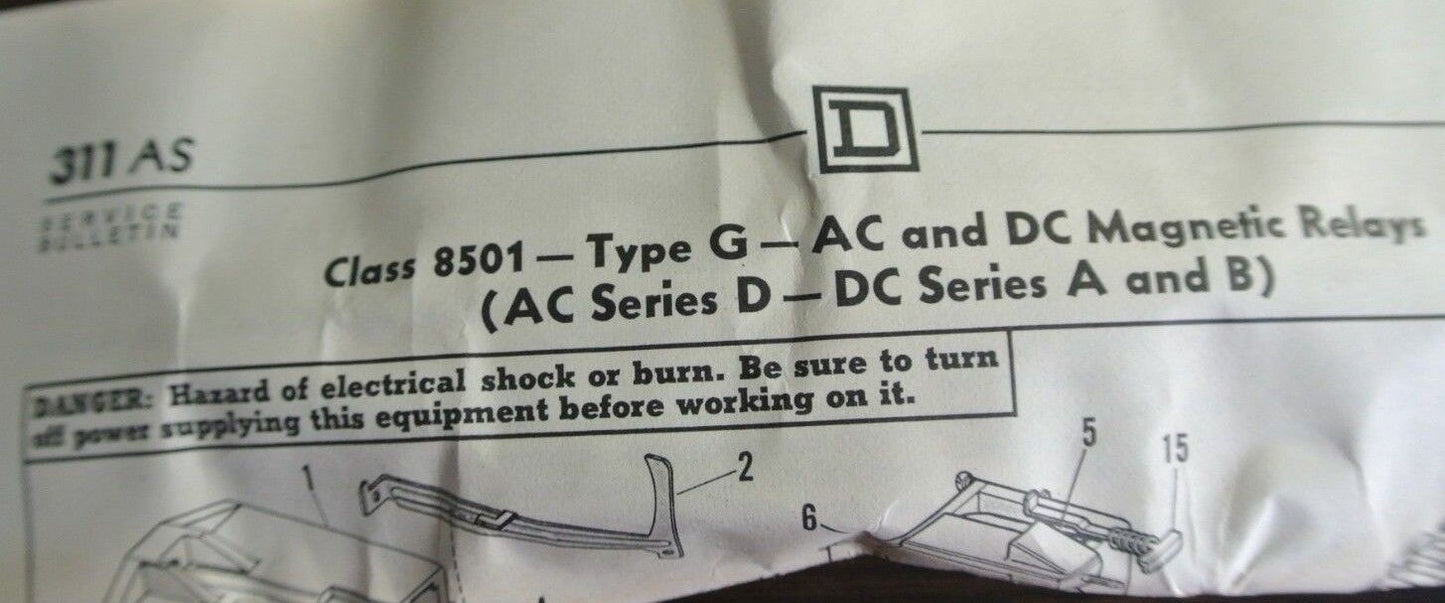 311 AS
SERVICE
BULLETIN
D
Class 8501 — Type G — AC and DC Magnetic Relays
(AC Series D — DC Series A and B)
DANGER: Hazard of electrical shock or burn. Be sure to turn
off power supplying this equipment before working on it.
1
2
5
15
6